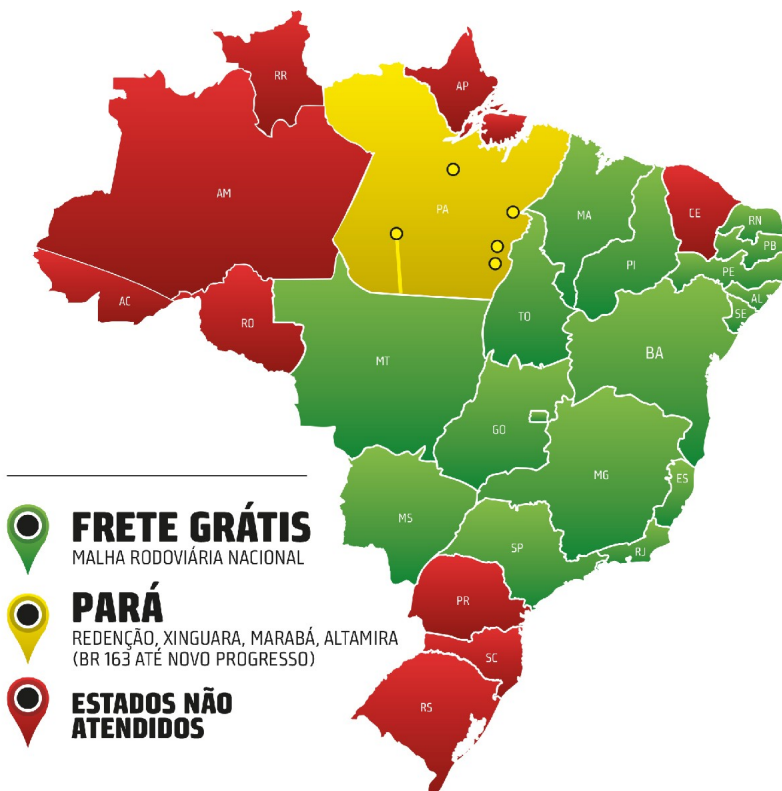 RR
AP
AM
PA
MA
CE
RN
PB
PI
PE
AL
SE
AC
RO
TO
BA
MT
GO
MG
ES
MS
SP
RJ
PR
SC
RS
FRETE GRÁTIS
MALHA RODOVIÁRIA NACIONAL
PARÁ
REDENÇÃO, XINGUARA, MARABÁ, ALTAMIRA
(BR 163 ATÉ NOVO PROGRESSO)
ESTADOS NÃO
ATENDIDOS